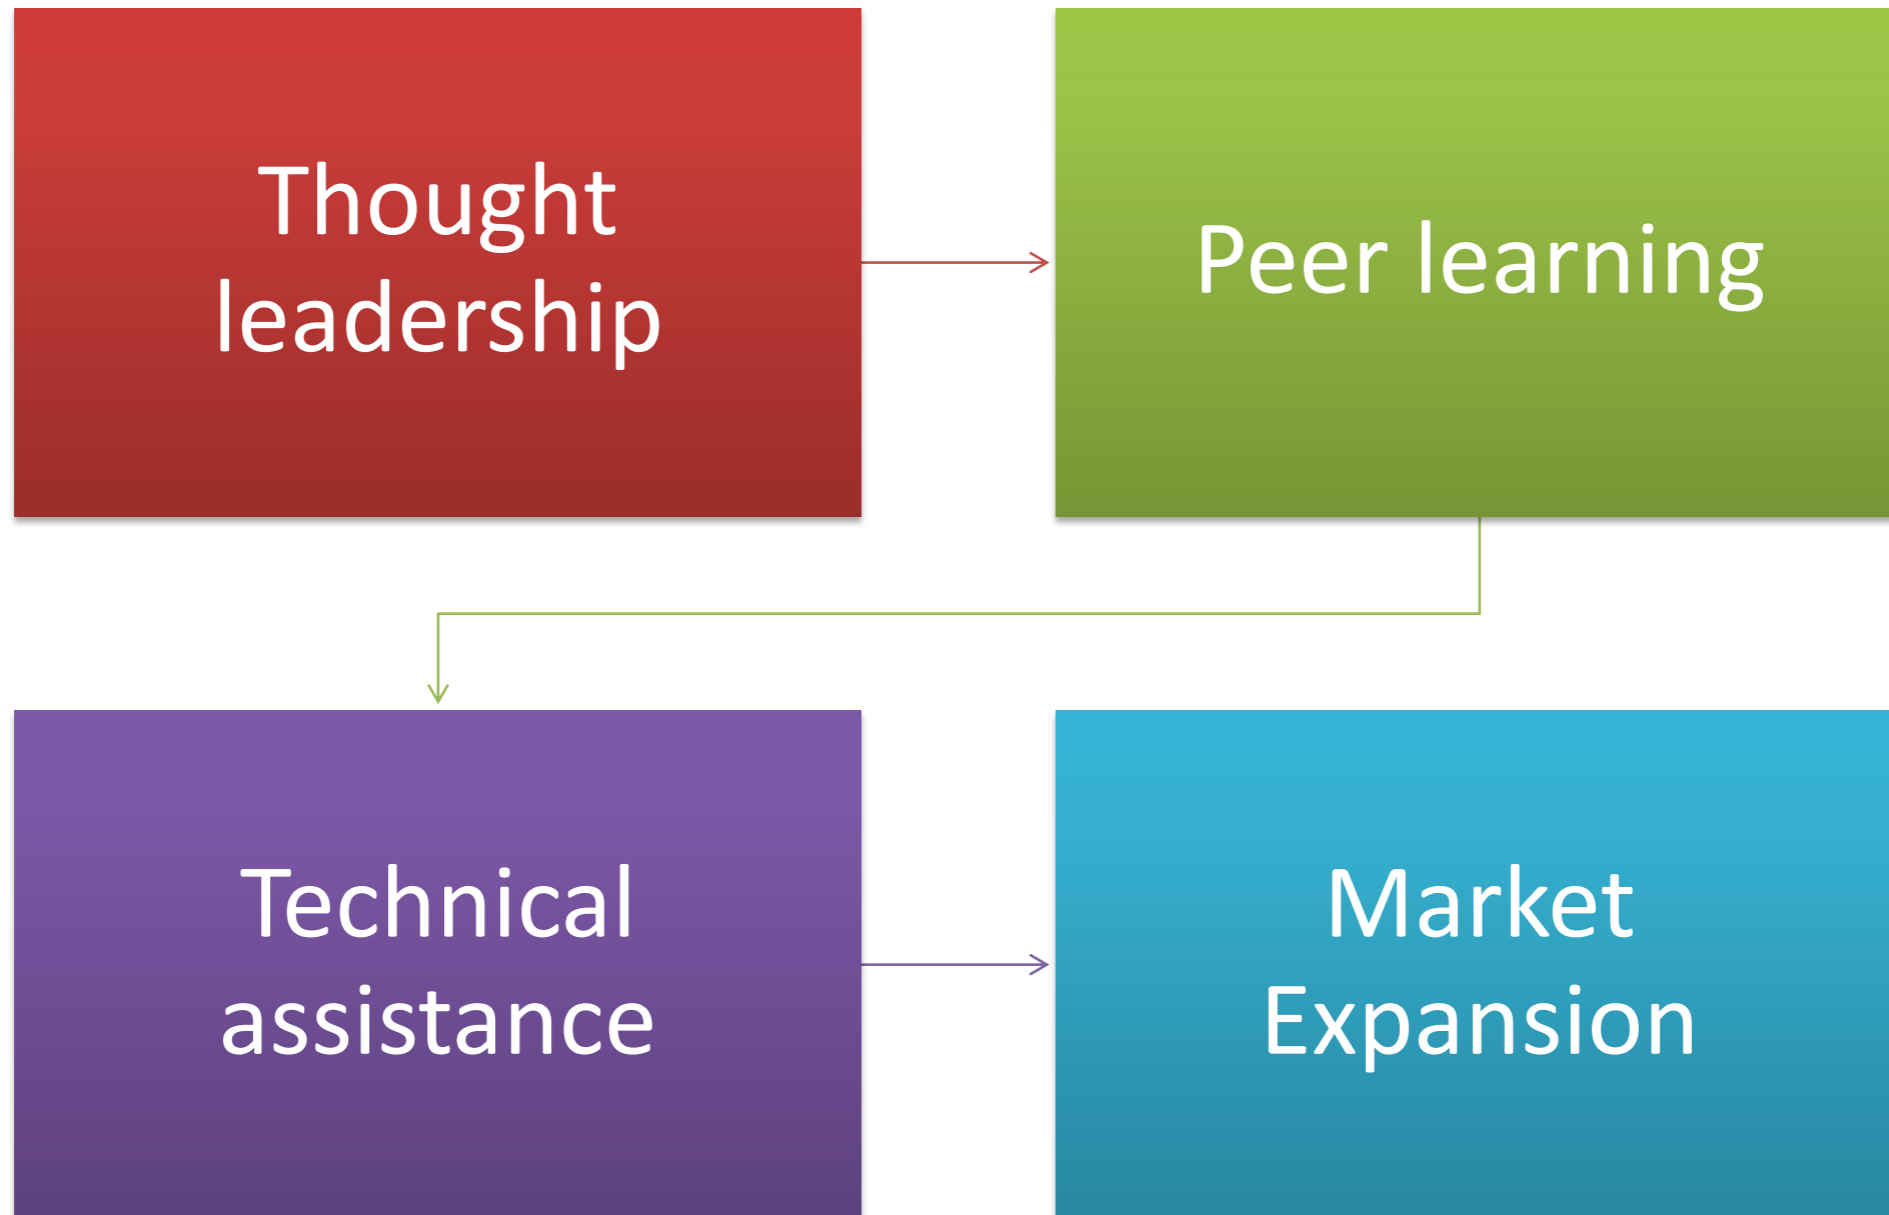 Thought
leadership
Peer learning
Technical
assistance
Market
Expansion